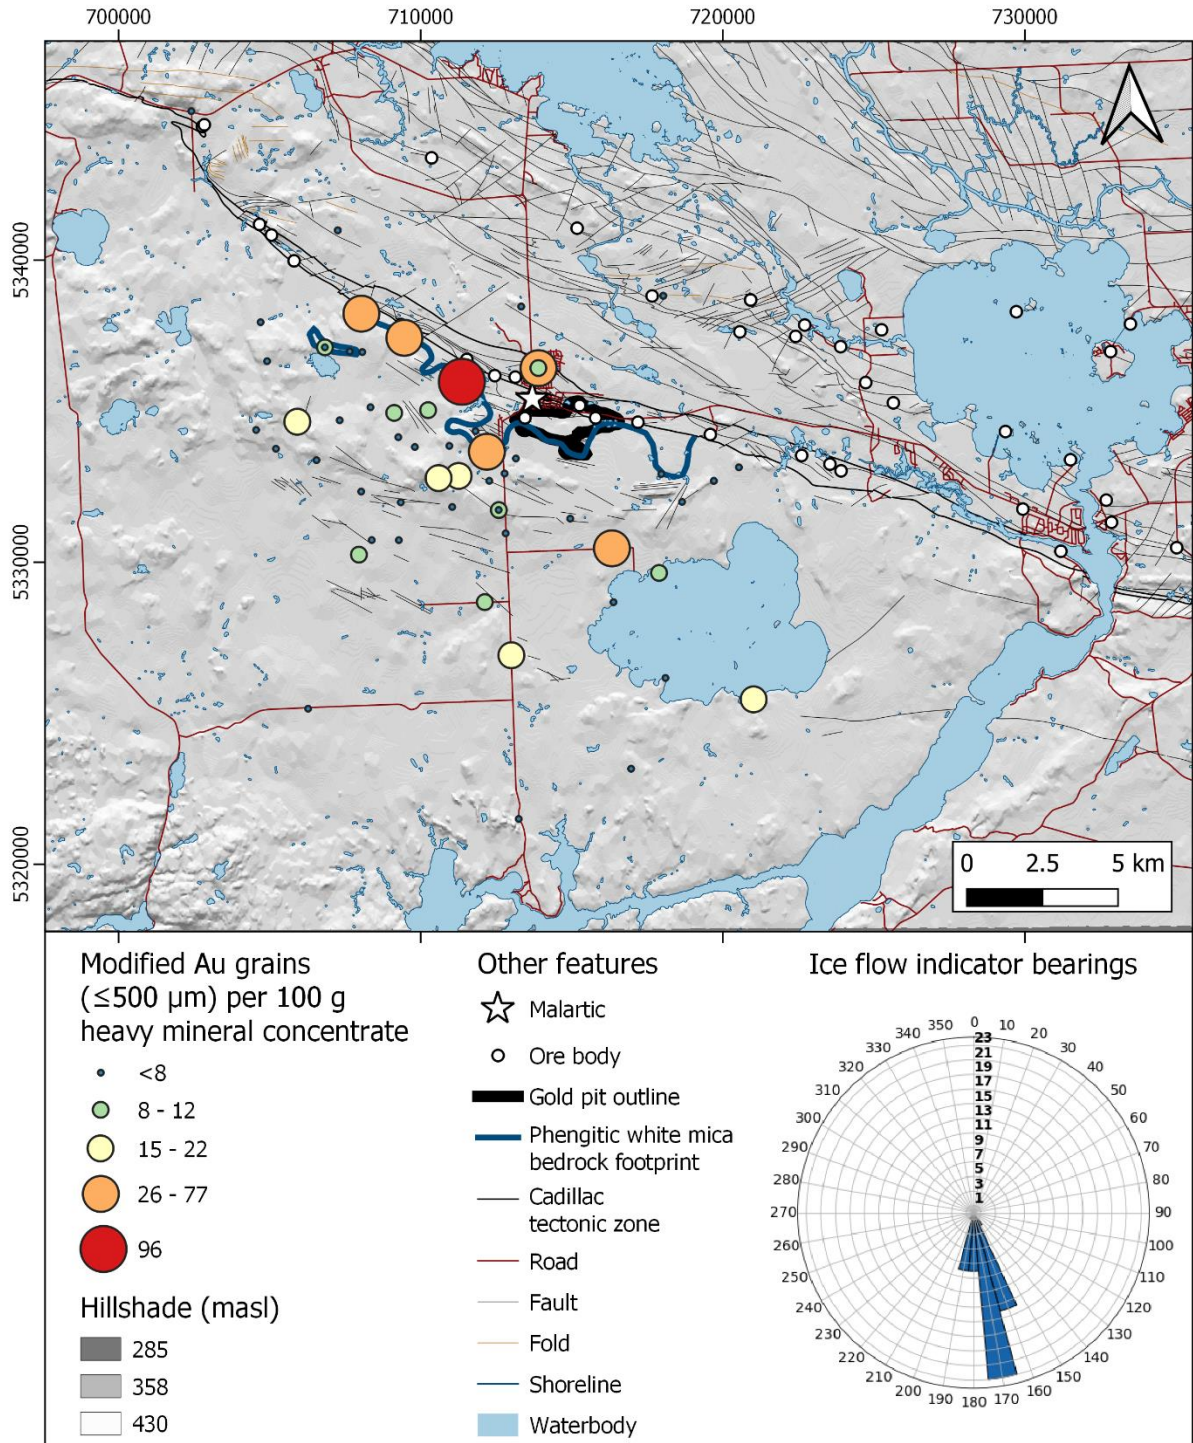 700000 710000 720000 730000
5340000
5330000
5320000
0 2.5 5 km
Modified Au grains
(≤500 µm) per 100 g
heavy mineral concentrate
<8
8 - 12
15 - 22
26 - 77
96
Hillshade (masl)
285
358
430
Other features
Malartic
Ore body
Gold pit outline
Phengitic white mica
bedrock footprint
Cadillac
tectonic zone
Road
Fault
Fold
Shoreline
Waterbody
Ice flow indicator bearings
0
10
20
30
40
50
60
70
80
90
100
110
120
130
140
150
160
170
180
190
200
210
220
230
240
250
260
270
280
290
300
310
320
330
340
350
23
21
19
17
15
13
11
9
7
5
3
1